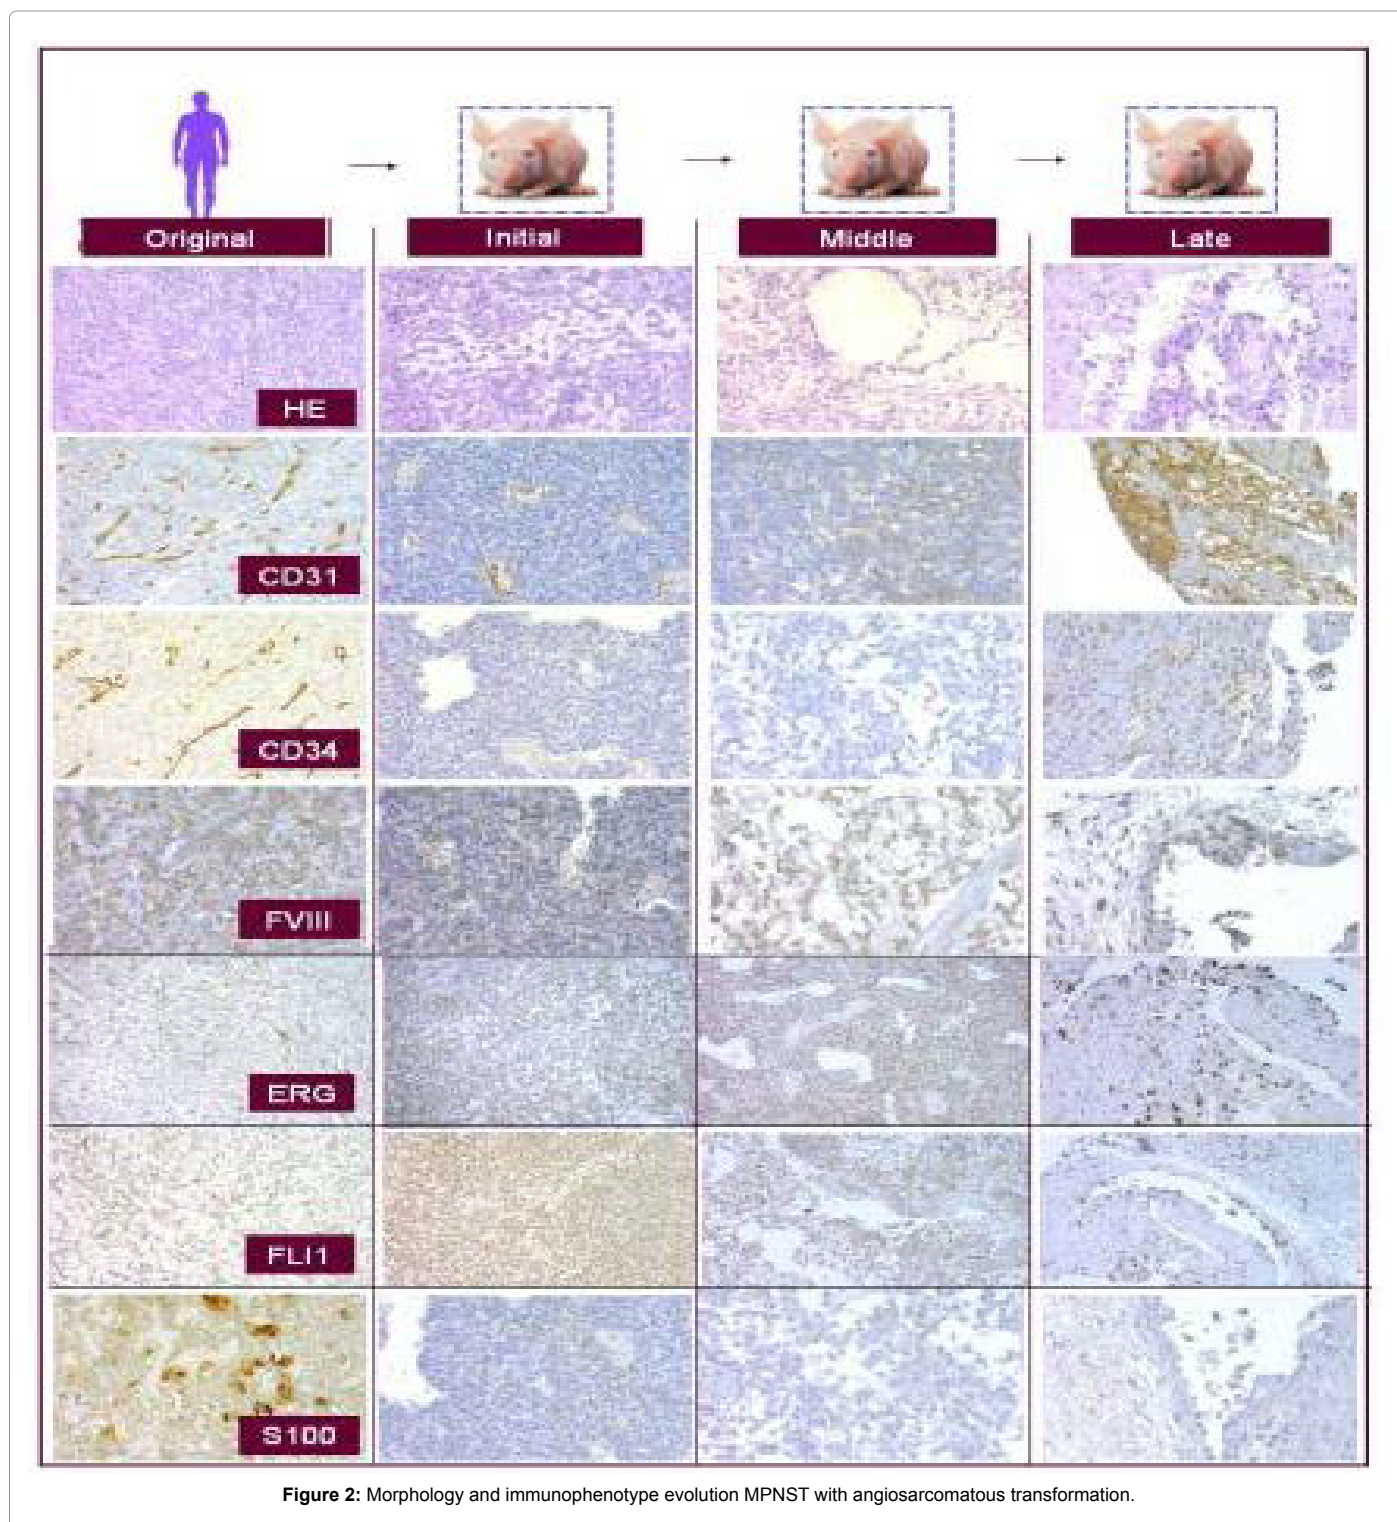 Original
Initial
Middle
Late
HE
CD31
CD34
FVIII
ERG
FLI1
S100
Figure 2: Morphology and immunophenotype evolution MPNST with angiosarcomatous transformation.